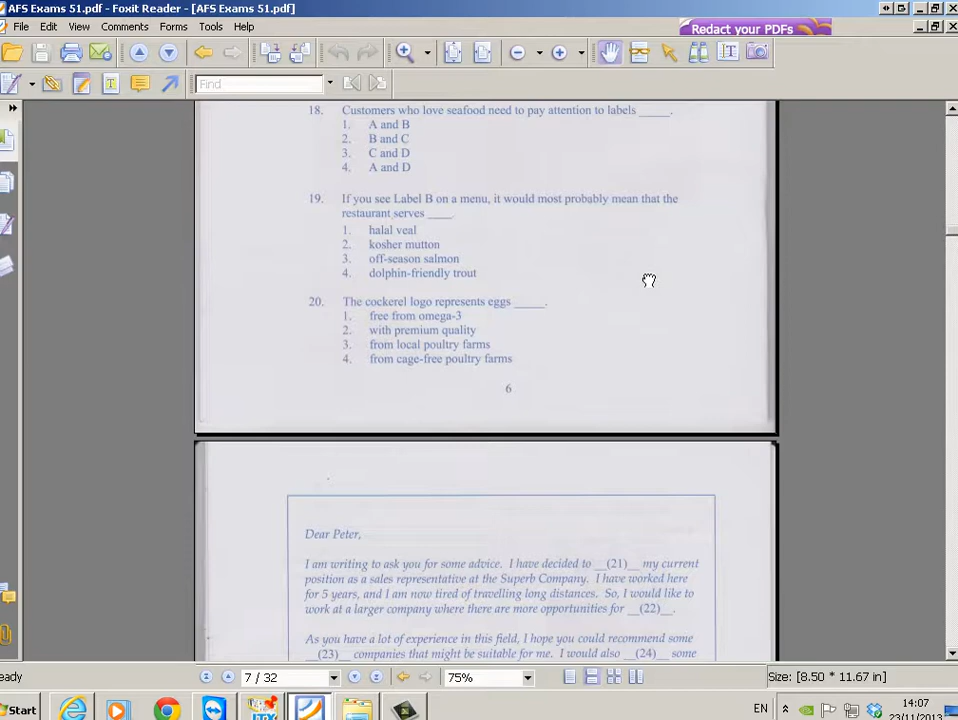 AFS Exams 51.pdf - Foxit Reader - [AFS Exams 51.pdf]
File Edit View Comments Forms Tools Help
Redact your PDFs
Find
18. Customers who love seafood need to pay attention to labels _____.
1. A and B
2. B and C
3. C and D
4. A and D
19. If you see Label B on a menu, it would most probably mean that the
restaurant serves ____
1. halal veal
2. kosher mutton
3. off-season salmon
4. dolphin-friendly trout
20. The cockerel logo represents eggs _____.
1. free from omega-3
2. with premium quality
3. from local poultry farms
4. from cage-free poultry farms
6
Dear Peter,
I am writing to ask you for some advice. I have decided to __(21)__ my current
position as a sales representative at the Superb Company. I have worked here
for 5 years, and I am now tired of travelling long distances. So, I would like to
work at a larger company where there are more opportunities for __(22)__.
As you have a lot of experience in this field, I hope you could recommend some
__(23)__ companies that might be suitable for me. I would also __(24)__ some
eady 7 / 32 75% Size: [8.50 * 11.67 in]
Start EN 14:07
23/11/2013